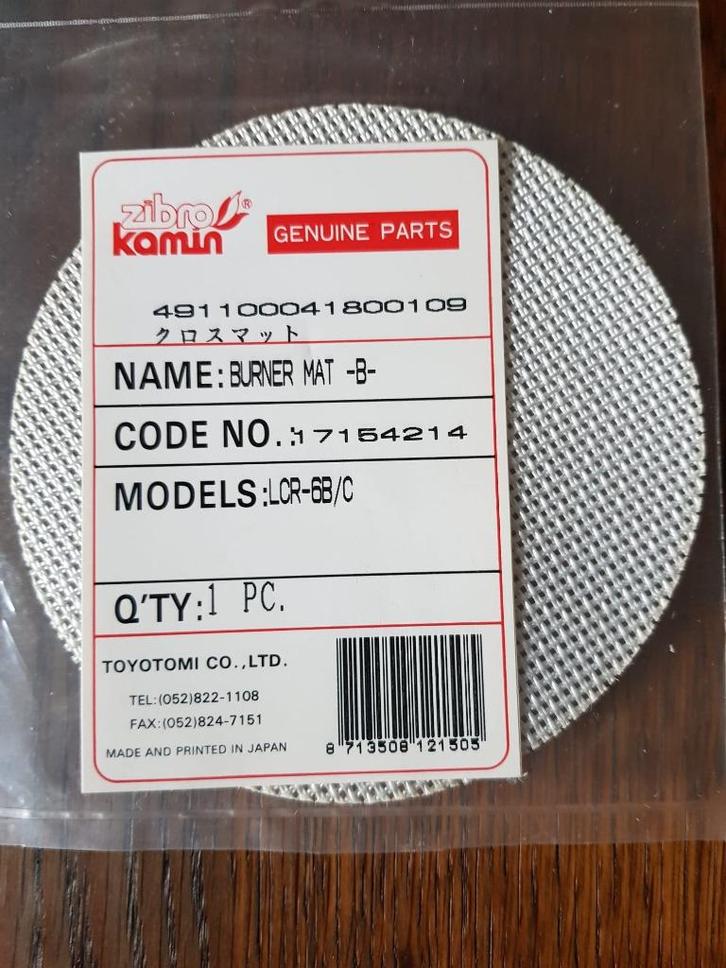 zibro ®
kamin
GENUINE PARTS
491100041800109
クロスマット
NAME: BURNER MAT -B-
CODE NO.: 17154214
MODELS: LCR-6B/C
Q'TY: 1 PC.
TOYOTOMI CO.,LTD.
TEL:(052)822-1108
FAX:(052)824-7151
MADE AND PRINTED IN JAPAN
8 713508 121505